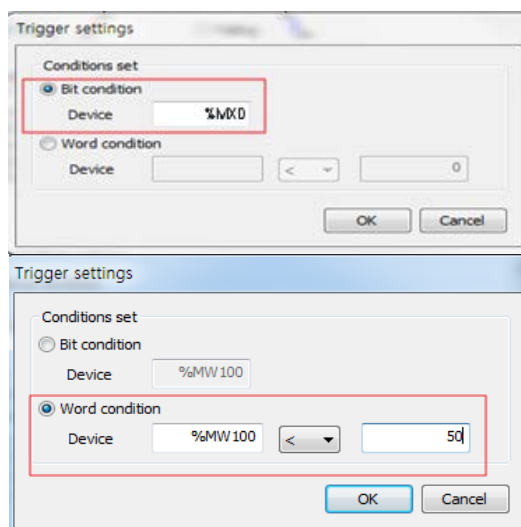 Trigger settings
Conditions set
Bit condition
Device %MX0
Word condition
Device < 0
OK Cancel
Trigger settings
Conditions set
Bit condition
Device %MW100
Word condition
Device %MW100 < 50
OK Cancel